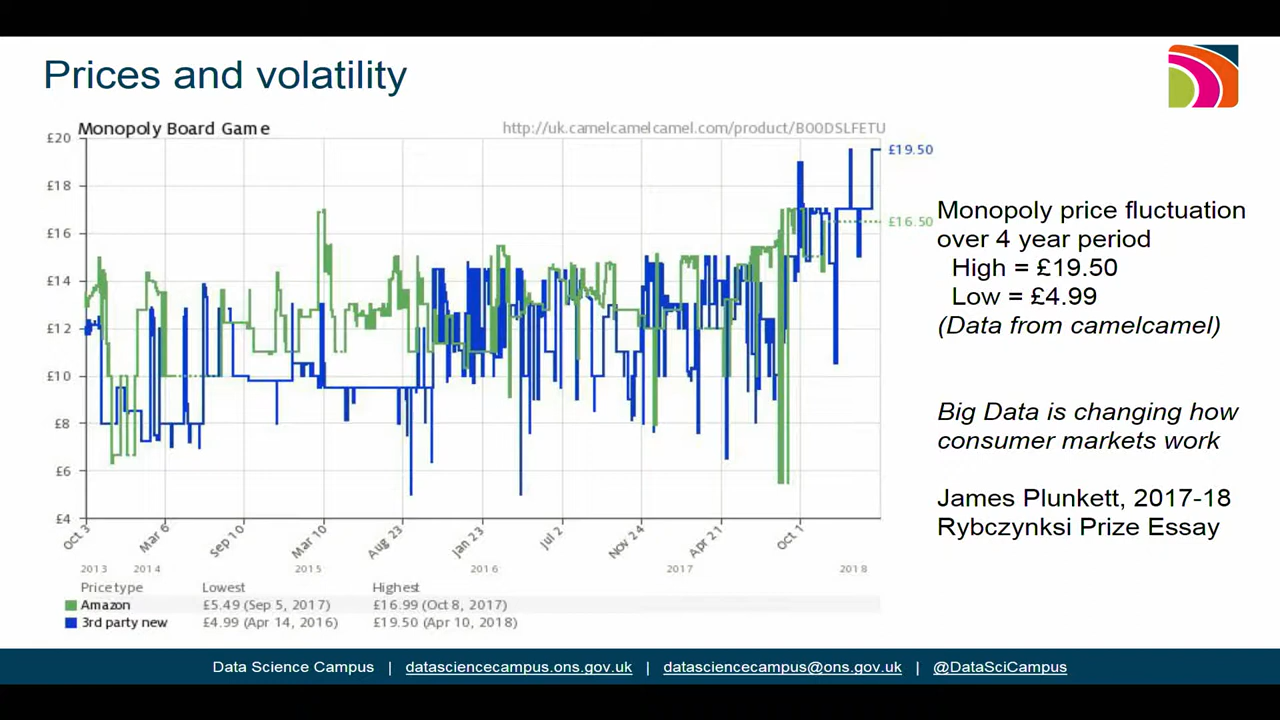 Prices and volatility
Monopoly Board Game
http://uk.camelcamelcamel.com/product/B00DSLFETU
£20
£18
£16
£14
£12
£10
£8
£6
£4
£19.50
£16.50
Oct 3
Mar 6
Sep 10
Mar 10
Aug 23
Jan 23
Jul 2
Nov 24
Apr 21
Oct 1
2013
2014
2015
2016
2017
2018
Price type Lowest Highest
Amazon £5.49 (Sep 5, 2017) £16.99 (Oct 8, 2017)
3rd party new £4.99 (Apr 14, 2016) £19.50 (Apr 10, 2018)
Monopoly price fluctuation
over 4 year period
High = £19.50
Low = £4.99
(Data from camelcamel)
Big Data is changing how
consumer markets work
James Plunkett, 2017-18
Rybczynksi Prize Essay
Data Science Campus | datasciencecampus.ons.gov.uk | datasciencecampus@ons.gov.uk | @DataSciCampus